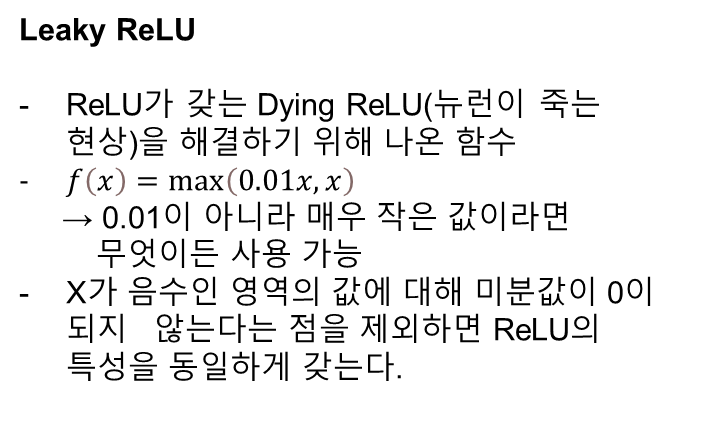 Leaky ReLU
- ReLU가 갖는 Dying ReLU(뉴런이 죽는
현상)을 해결하기 위해 나온 함수
- f(x) = max(0.01x, x)
→ 0.01이 아니라 매우 작은 값이라면
무엇이든 사용 가능
- X가 음수인 영역의 값에 대해 미분값이 0이
되지 않는다는 점을 제외하면 ReLU의
특성을 동일하게 갖는다.